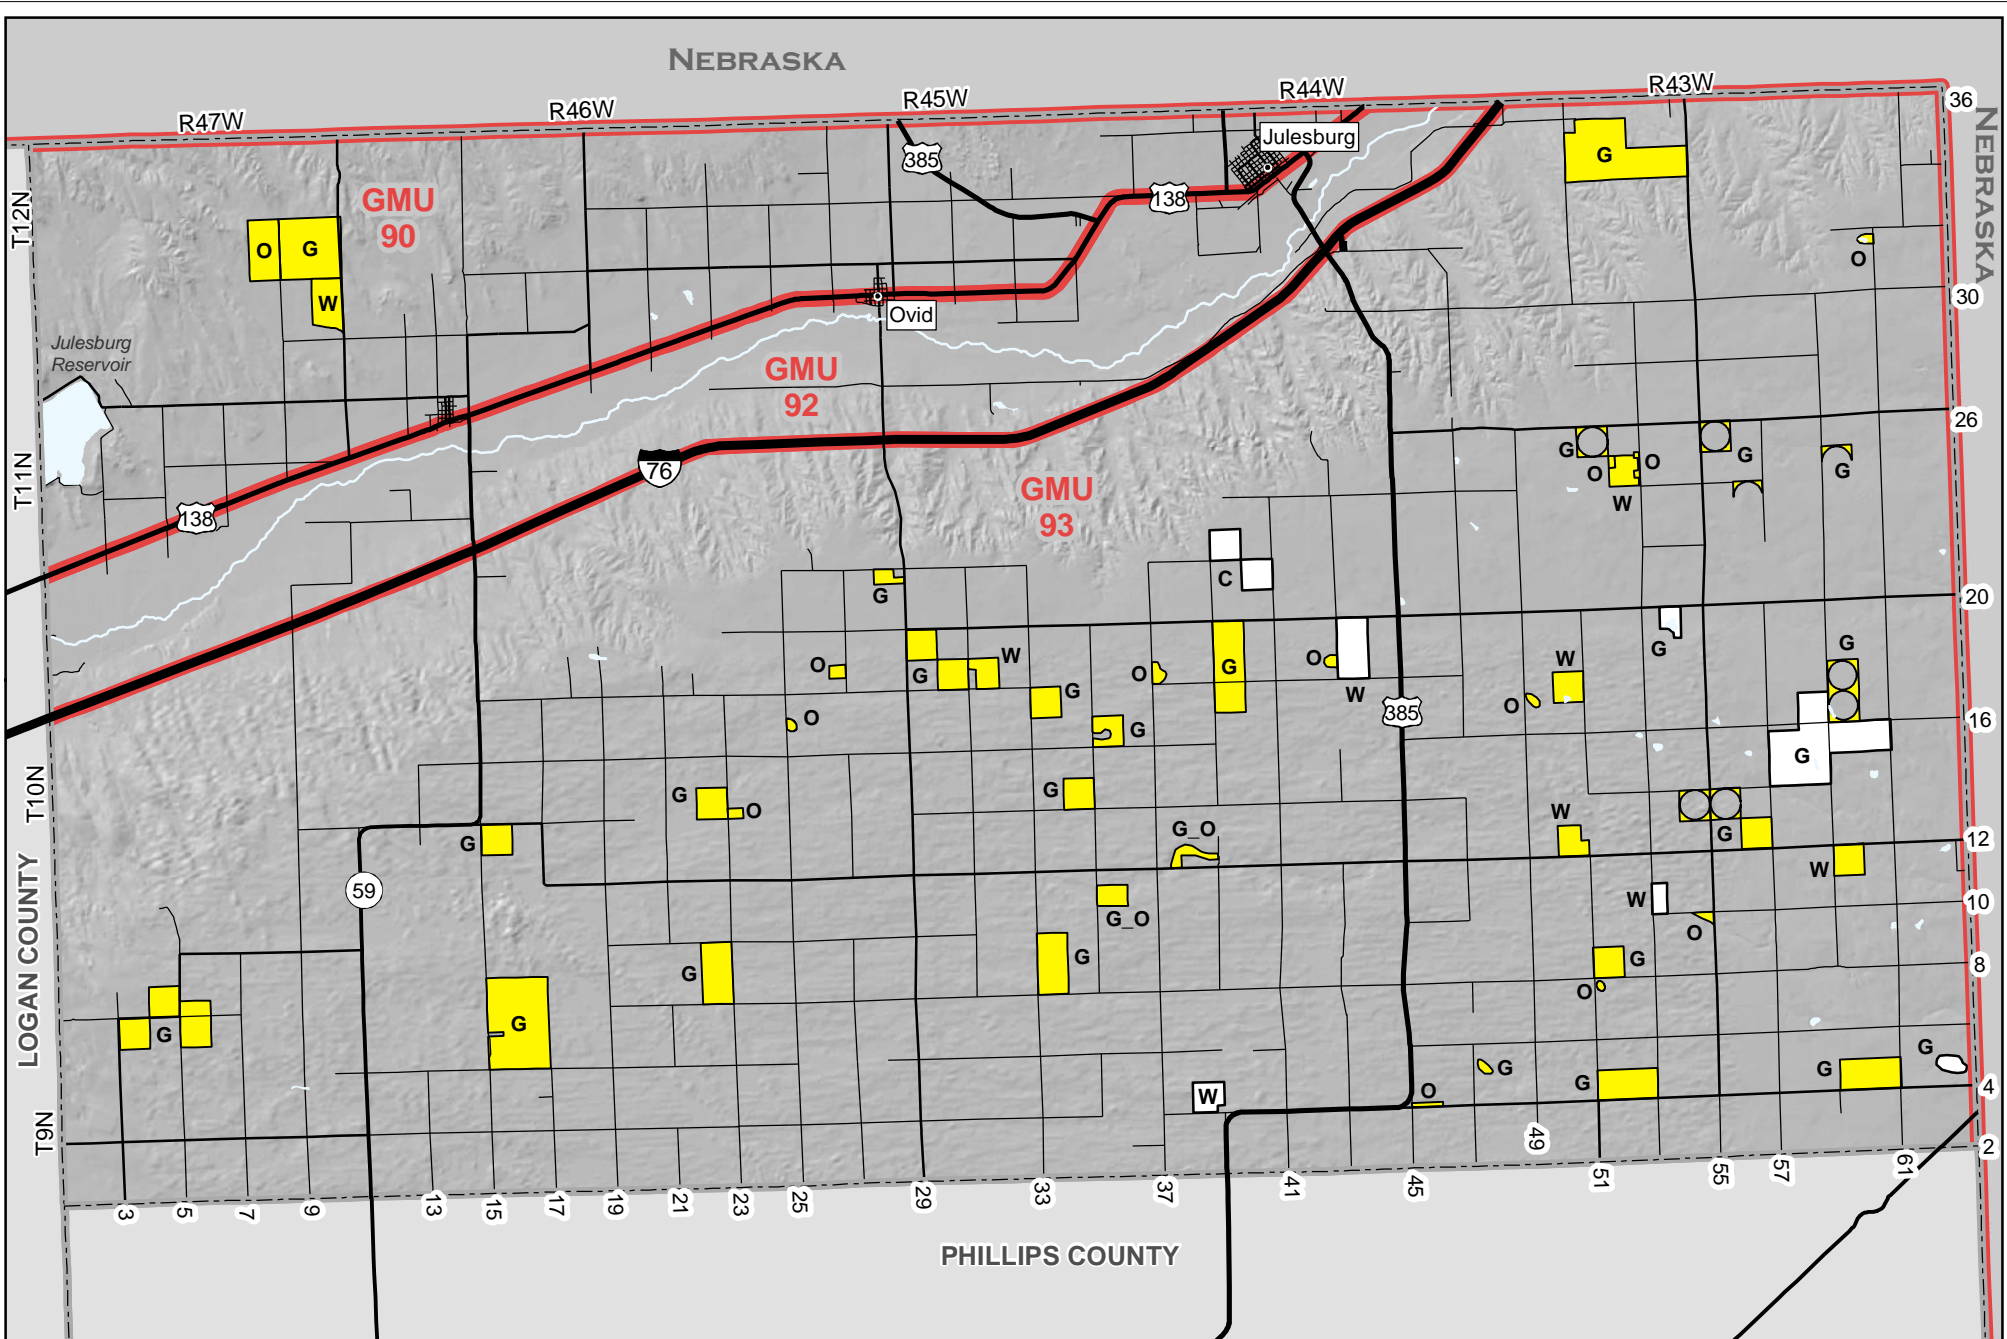 NEBRASKA
R47W
R46W
R45W
R44W
R43W
36
NEBRASKA
Julesburg
385
G
T12N
GMU
90
138
O
G
O
W
30
Ovid
Julesburg
Reservoir
GMU
92
26
G
O
O
G
G
W
T11N
76
GMU
93
138
C
G
20
G
W
O
G
W
O
G
O
W
G
W
G
O
385
O
G
16
O
G
G
T10N
G
O
W
G
G_O
G
12
W
59
G_O
W
10
O
LOGAN COUNTY
G
G
G
8
O
G
G
G
G
G
G
W
O
4
T9N
49
2
3
5
7
9
13
15
17
19
21
23
25
29
33
37
41
45
51
55
57
61
PHILLIPS COUNTY